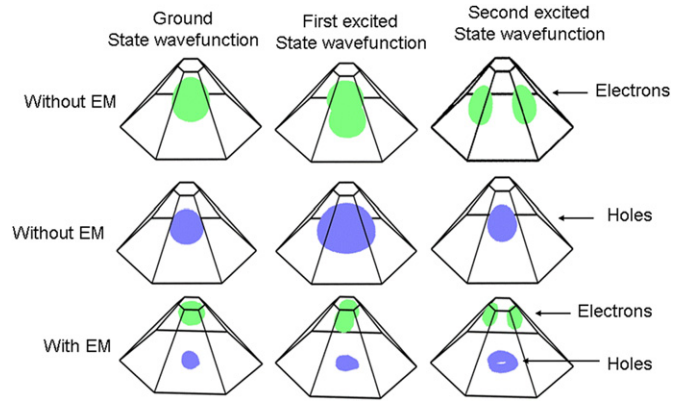 Ground
State wavefunction
First excited
State wavefunction
Second excited
State wavefunction
Without EM
Electrons
Without EM
Holes
With EM
Electrons
Holes